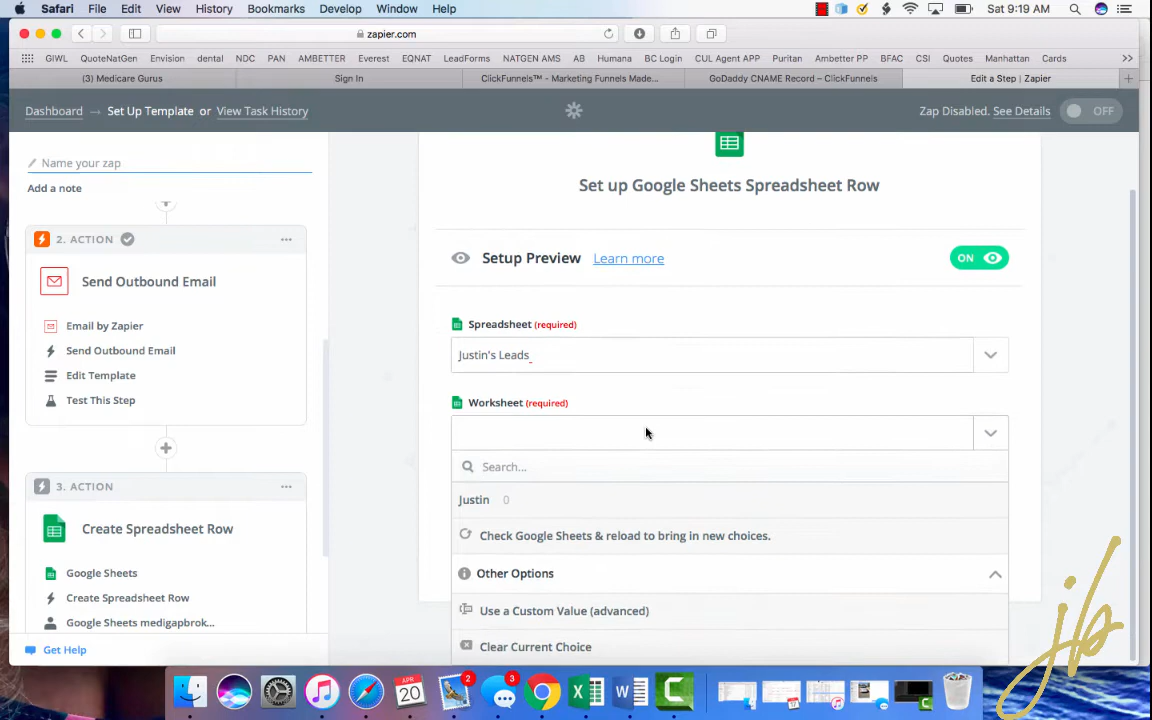 Safari File Edit View History Bookmarks Develop Window Help Sat 9:19 AM
zapier.com
GIWL QuoteNatGen Envision dental NDC PAN AMBETTER Everest EQNAT LeadForms NATGEN AMS AB Humana BC Login CUL Agent APP Puritan Ambetter PP BFAC CSI Quotes Manhattan Cards >>
(3) Medicare Gurus Sign In ClickFunnels™ - Marketing Funnels Made... GoDaddy CNAME Record – ClickFunnels Edit a Step | Zapier +
Dashboard → Set Up Template or View Task History Zap Disabled. See Details OFF
Name your zap
Add a note
Set up Google Sheets Spreadsheet Row
2. ACTION ...
Setup Preview Learn more ON
Send Outbound Email
Email by Zapier
Send Outbound Email
Edit Template
Test This Step
Spreadsheet (required)
Justin's Leads_
Worksheet (required)
Search...
3. ACTION ...
Justin 0
Create Spreadsheet Row
Check Google Sheets & reload to bring in new choices.
Google Sheets
Other Options
Create Spreadsheet Row
Use a Custom Value (advanced)
Google Sheets medigapbrok...
Clear Current Choice
Get Help
APR
20
2
3
jb